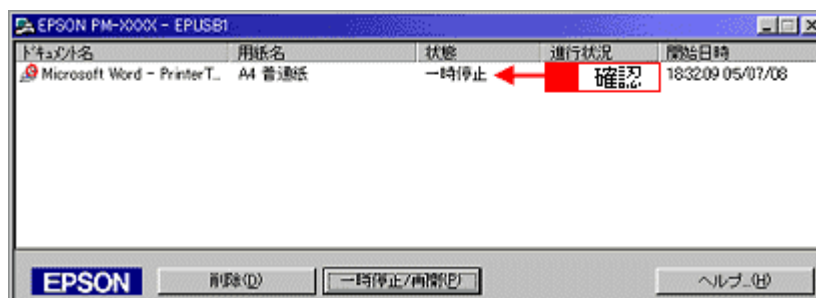 EPSON PM-XXXX - EPUSB1
ドキュメント名 用紙名 状態 進行状況 開始日時
Microsoft Word - PrinterT... A4 普通紙 一時停止 確認 18:32:09 05/07/08
EPSON 削除(D) 一時停止/再開(P) ヘルプ...(H)